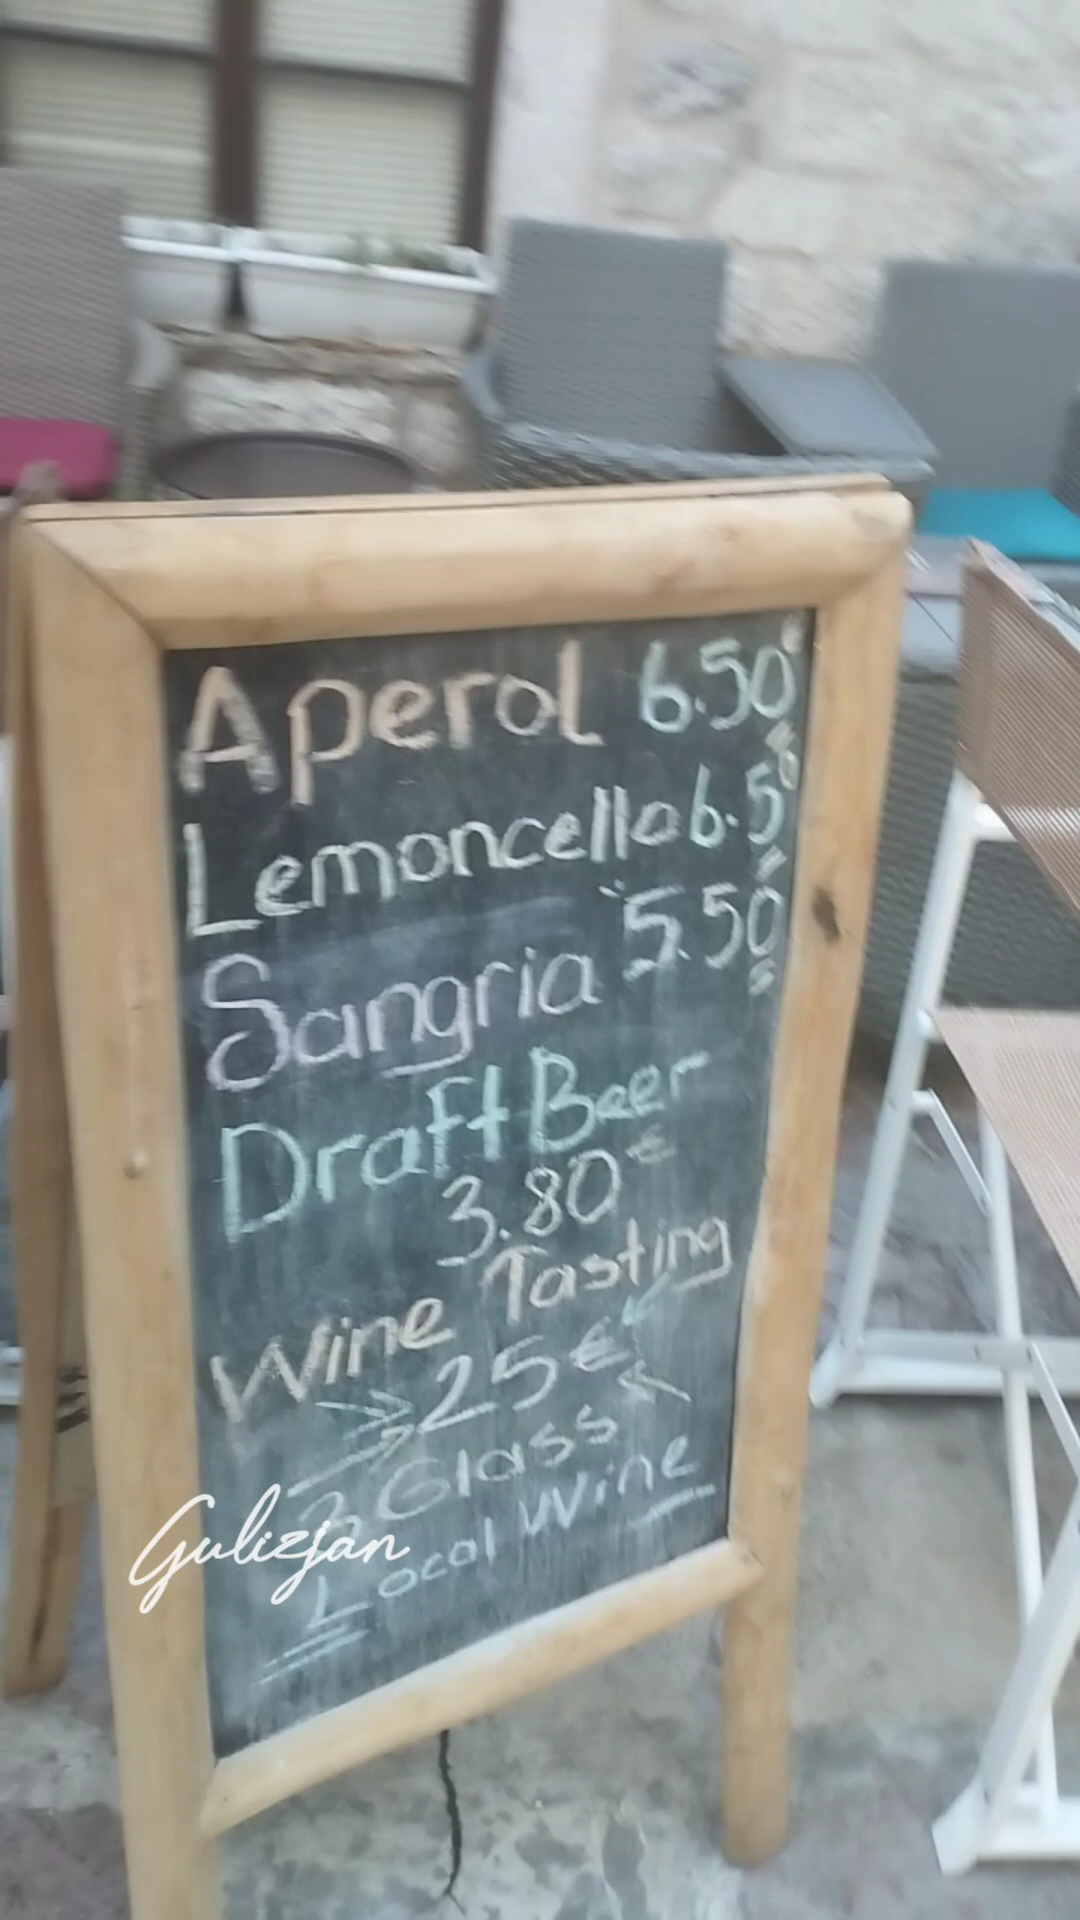 Aperol 6.50€
Lemoncello 6.50
Sangria 5.50
Draft Beer
3.80€
Wine Tasting
25€
Glass
Local Wine
Gulizjan